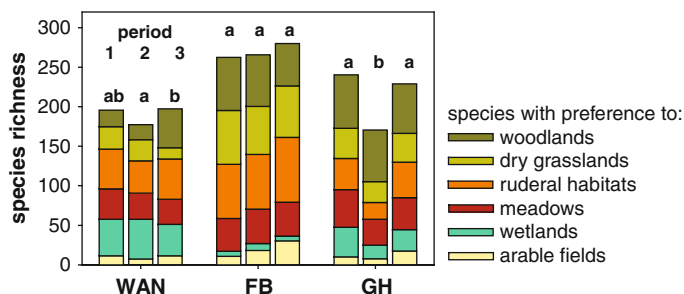 period
1 2 3
ab a b
a a a
a b a
300
250
200
150
100
50
0
species richness
WAN FB GH
species with preference to:
woodlands
dry grasslands
ruderal habitats
meadows
wetlands
arable fields